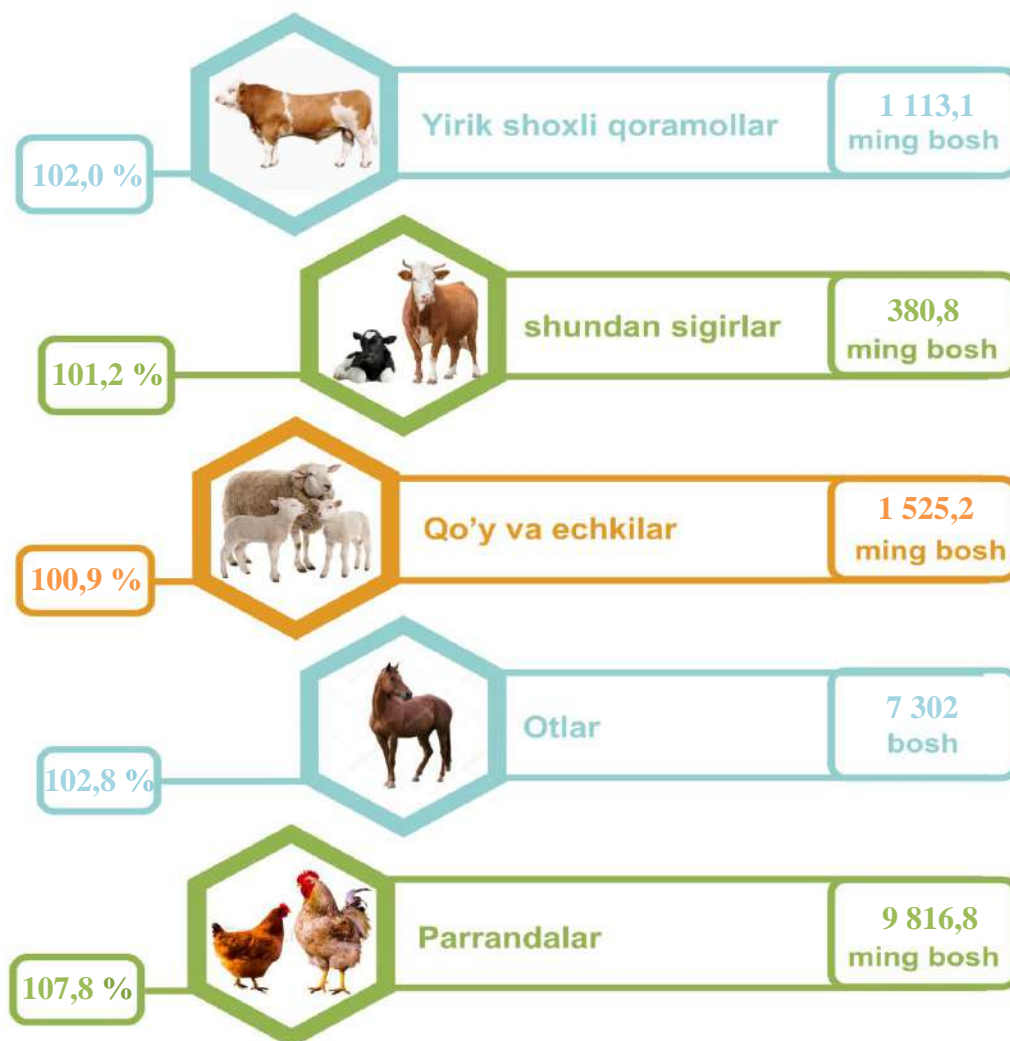 Yirik shoxli qoramollar
1 113,1
ming bosh
102,0 %
shundan sigirlar
380,8
ming bosh
101,2 %
Qo'y va echkilar
1 525,2
ming bosh
100,9 %
Otlar
7 302
bosh
102,8 %
Parrandalar
9 816,8
ming bosh
107,8 %